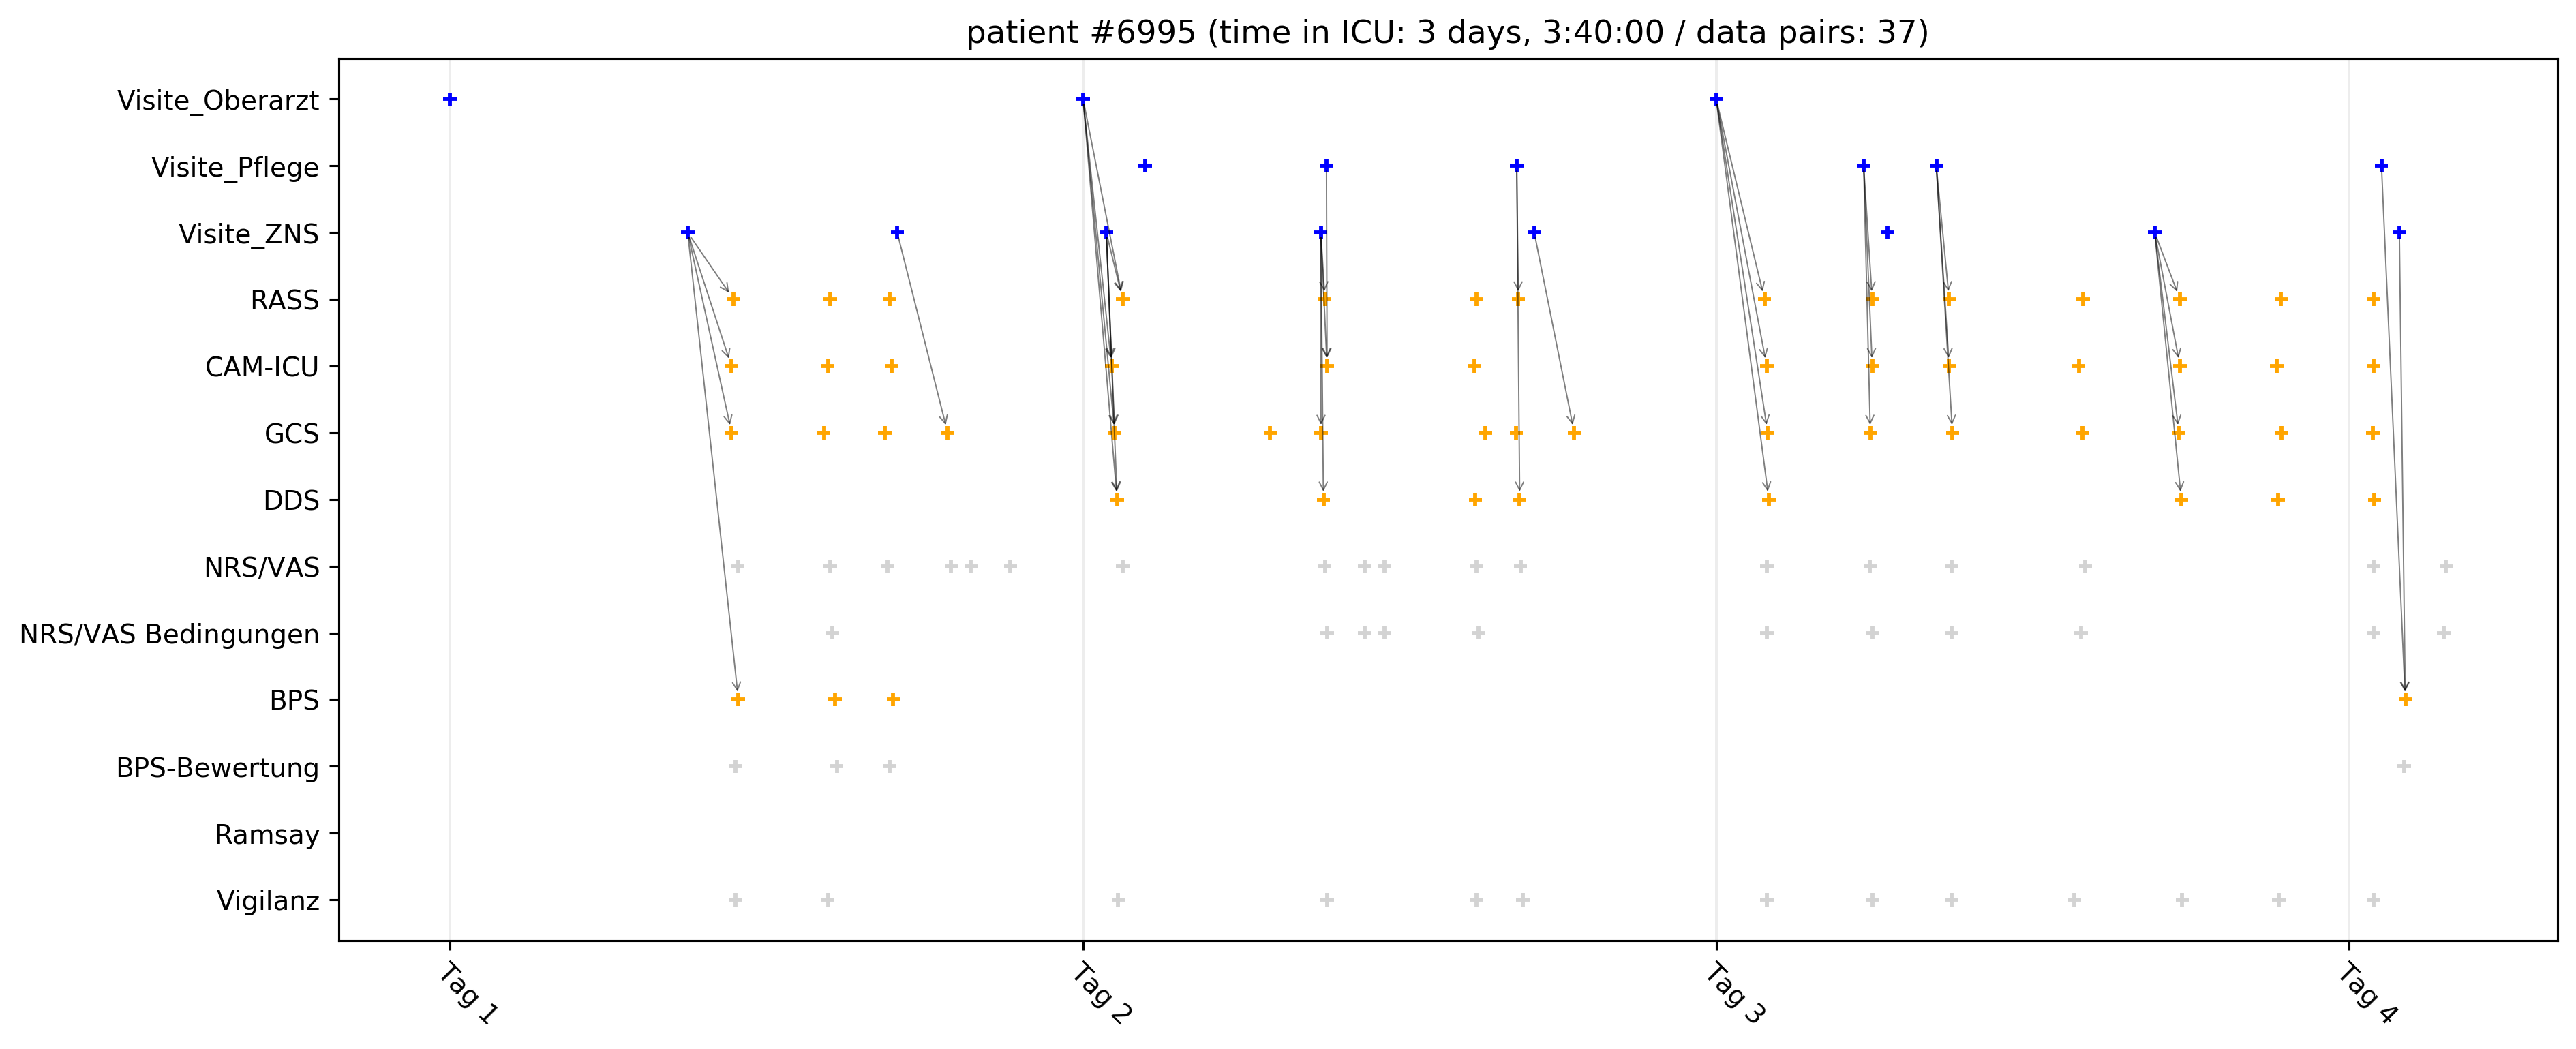 patient #6995 (time in ICU: 3 days, 3:40:00 / data pairs: 37)
Visite_Oberarzt
Visite_Pflege
Visite_ZNS
RASS
CAM-ICU
GCS
DDS
NRS/VAS
NRS/VAS Bedingungen
BPS
BPS-Bewertung
Ramsay
Vigilanz
Tag 1
Tag 2
Tag 3
Tag 4